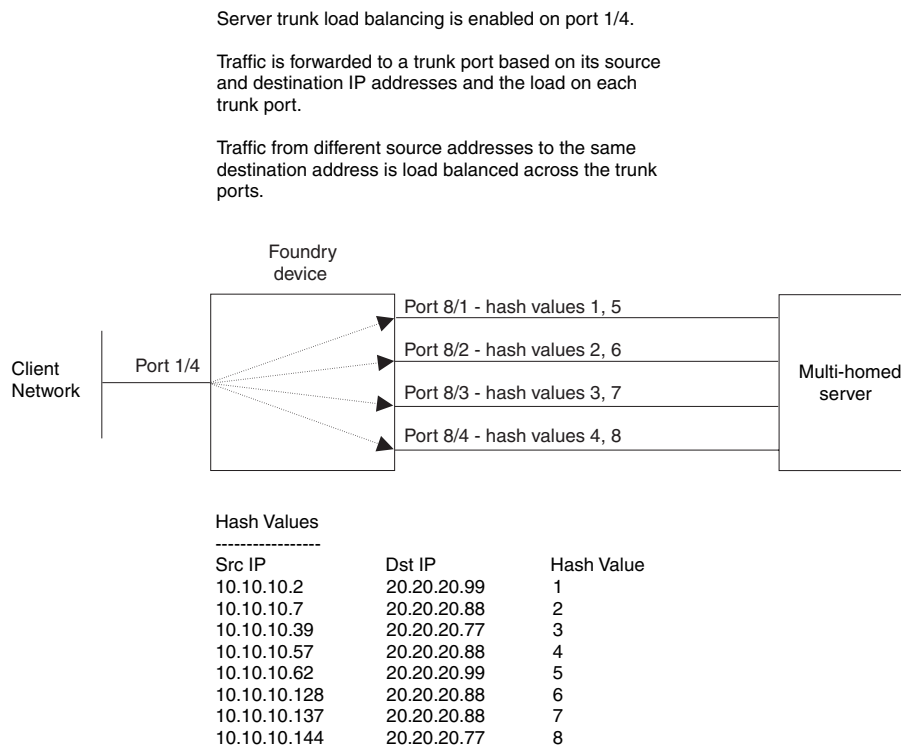 Server trunk load balancing is enabled on port 1/4.
Traffic is forwarded to a trunk port based on its source
and destination IP addresses and the load on each
trunk port.
Traffic from different source addresses to the same
destination address is load balanced across the trunk
ports.
Foundry
device
Client
Network
Port 1/4
Port 8/1 - hash values 1, 5
Port 8/2 - hash values 2, 6
Port 8/3 - hash values 3, 7
Port 8/4 - hash values 4, 8
Multi-homed
server
Hash Values
-----------------
Src IP Dst IP Hash Value
10.10.10.2 20.20.20.99 1
10.10.10.7 20.20.20.88 2
10.10.10.39 20.20.20.77 3
10.10.10.57 20.20.20.88 4
10.10.10.62 20.20.20.99 5
10.10.10.128 20.20.20.88 6
10.10.10.137 20.20.20.88 7
10.10.10.144 20.20.20.77 8